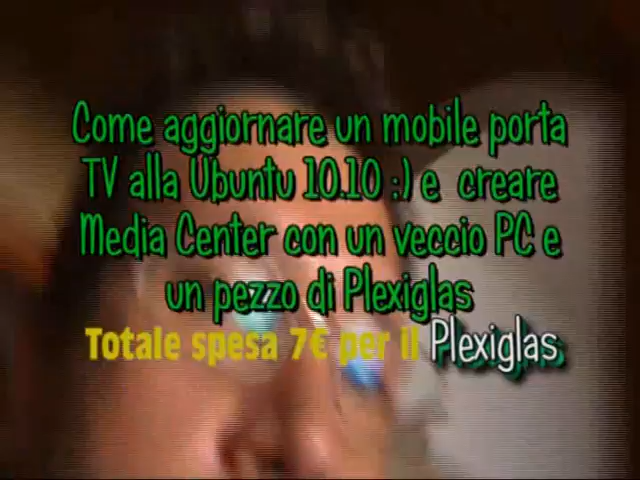 Come aggiornare un mobile porta
TV alla Ubuntu 10.10 :) e creare
Media Center con un veccio PC e
un pezzo di Plexiglas
Totale spesa 7€ per il Plexiglas